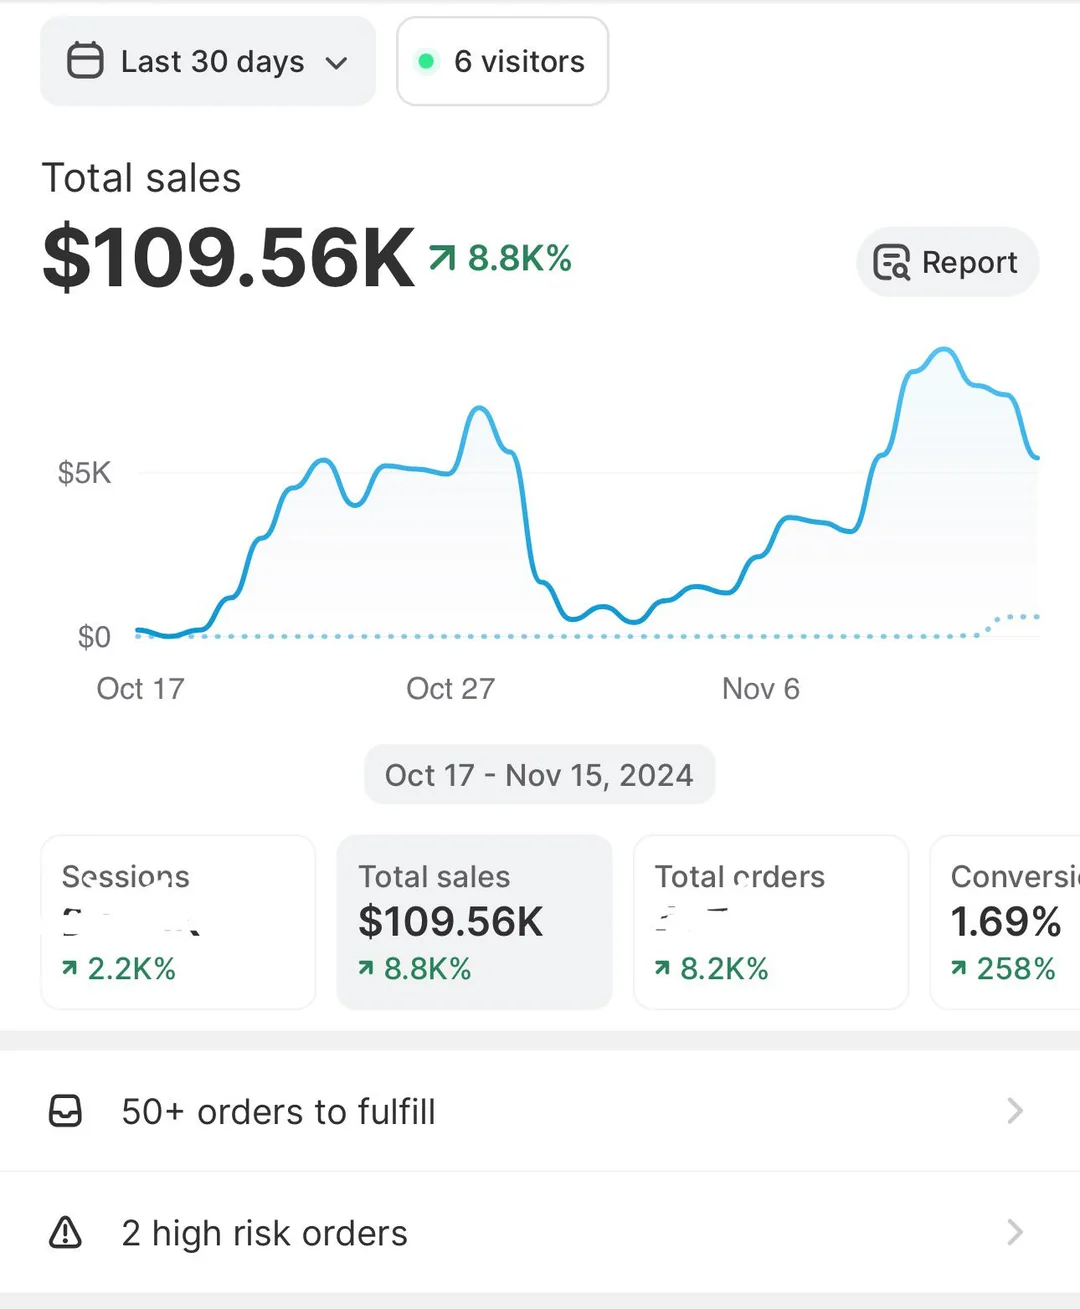 Last 30 days
6 visitors
Total sales
$109.56K 8.8K%
Report
$5K
$0
Oct 17 Oct 27 Nov 6
Oct 17 - Nov 15, 2024
Sessions
2.2K%
Total sales
$109.56K
8.8K%
Total orders
8.2K%
Conversi
1.69%
258%
50+ orders to fulfill
2 high risk orders